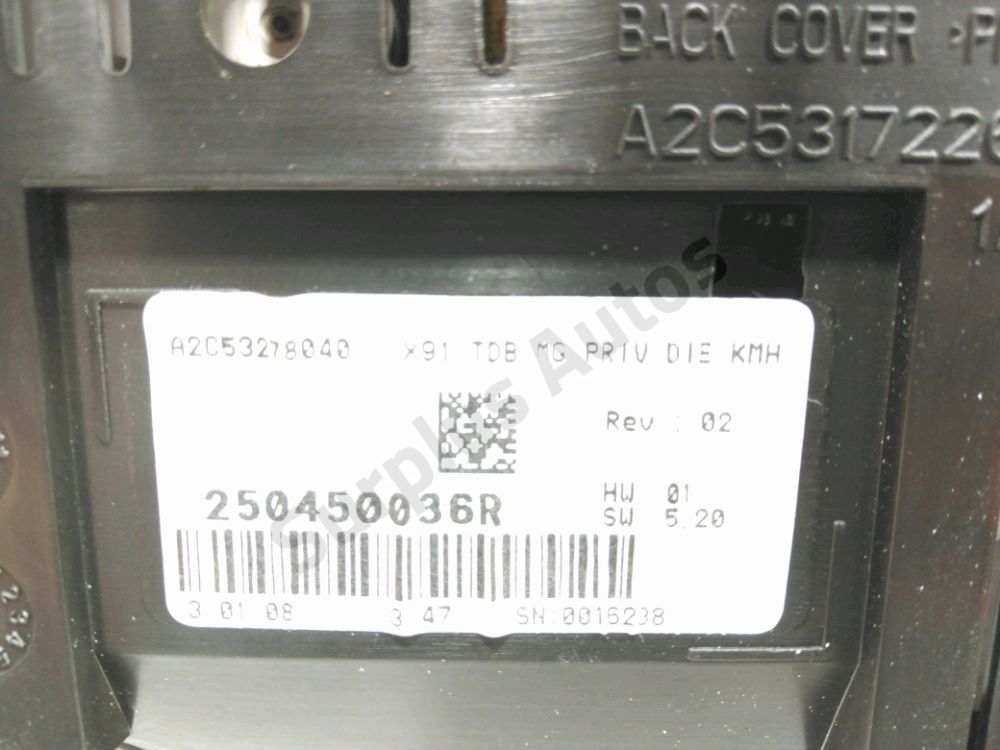 BACK COVER
A2C5317226
A2C53278040 X91 TDB MG PRIV DIE KMH
Rev : 02
250450036R
HW 01
SW 5.20
3 01 08 3 47 SN:0016238
Surplus Autos